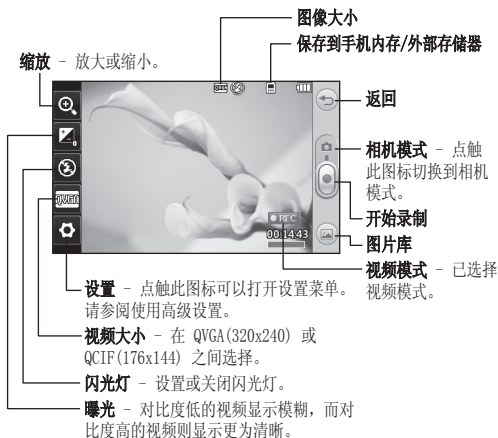 图像大小
保存到手机内存/外部存储器
缩放 - 放大或缩小。
返回
相机模式 - 点触
此图标切换到相机
模式。
开始录制
图片库
视频模式 - 已选择
视频模式。
REC
00:14:43
QVGA
设置 - 点触此图标可以打开设置菜单。
请参阅使用高级设置。
视频大小 - 在 QVGA(320x240) 或
QCIF(176x144) 之间选择。
闪光灯 - 设置或关闭闪光灯。
曝光 - 对比度低的视频显示模糊，而对
比度高的视频则显示更为清晰。